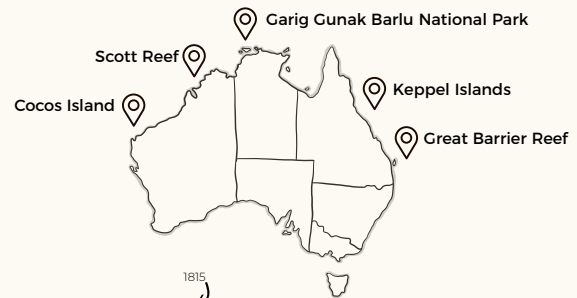 Garig Gunak Barlu National Park
Scott Reef
Keppel Islands
Cocos Island
Great Barrier Reef
1815